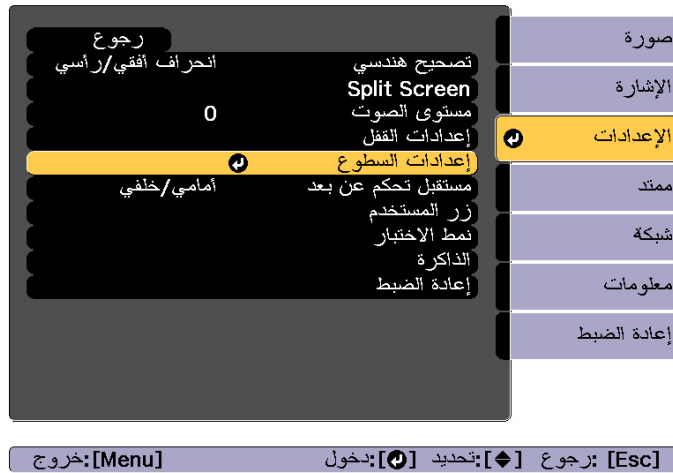 صورة
الإشارة
الإعدادات
ممتد
شبكة
معلومات
إعادة الضبط
رجوع
تصحيح هندسي انحراف أفقي/رأسي
Split Screen
مستوى الصوت 0
إعدادات القفل
إعدادات السطوع
مستقبل تحكم عن بعد أمامي/خلفي
زر المستخدم
نمط الاختبار
الذاكرة
إعادة الضبط
[Esc] :رجوع [◆]:تحديد [↵]:دخول [Menu]:خروج